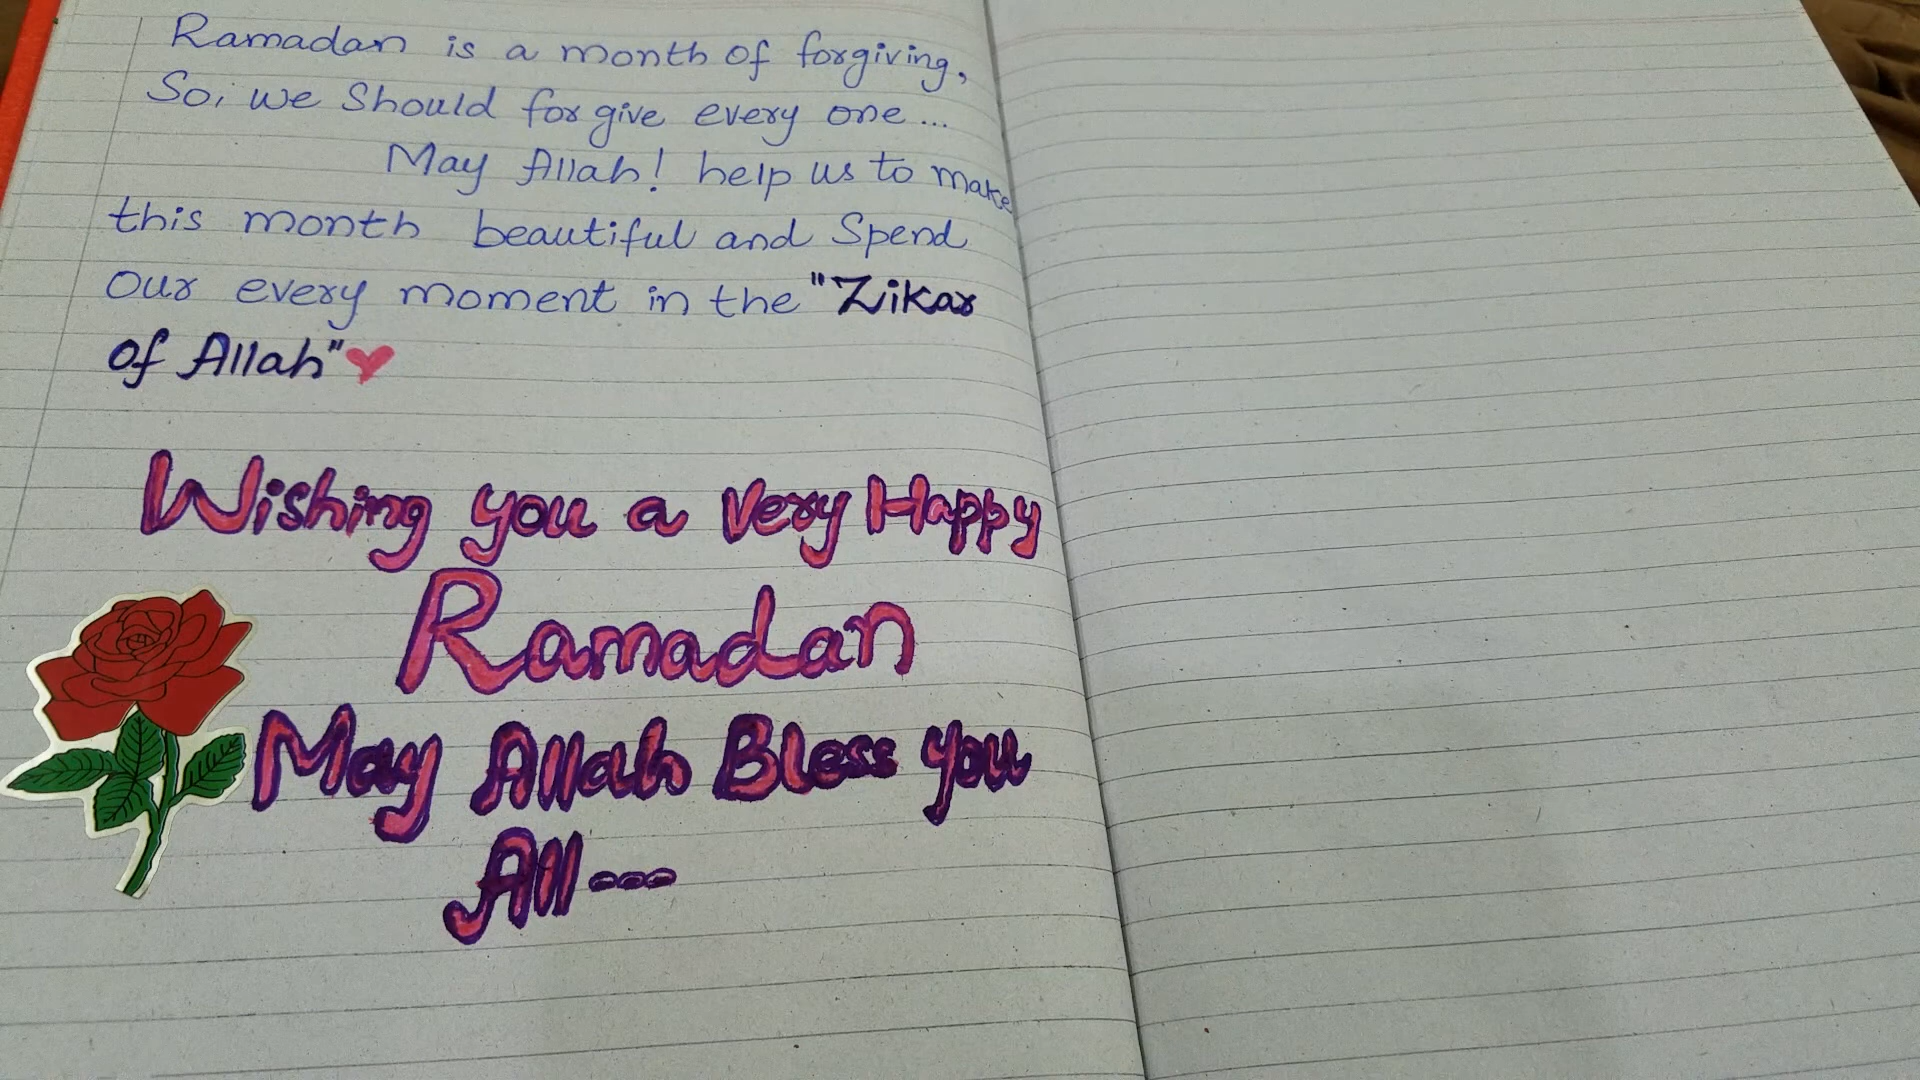 Ramadan is a month of forgiving,
So, we Should forgive every one...
May Allah! help us to make
this month beautiful and Spend
our every moment in the "Zikar
of Allah"
Wishing you a Very Happy
Ramadan
May Allah Bless you
All...